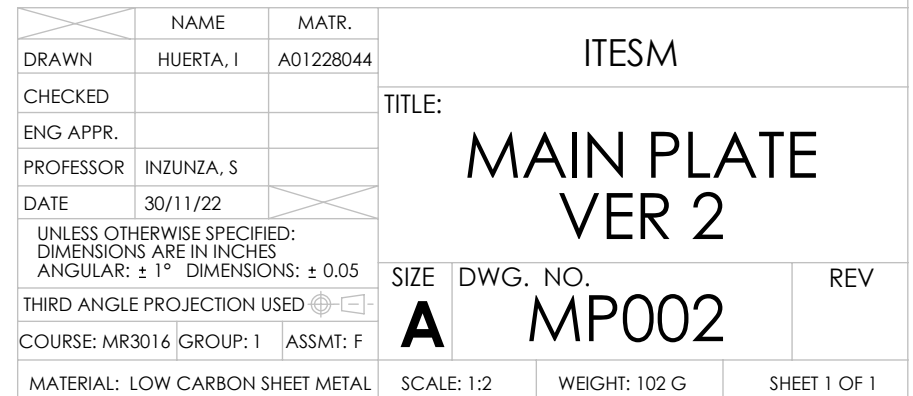 NAME MATR.
DRAWN HUERTA, I A01228044
CHECKED
ENG APPR.
PROFESSOR INZUNZA, S
DATE 30/11/22
UNLESS OTHERWISE SPECIFIED:
DIMENSIONS ARE IN INCHES
ANGULAR: ± 1° DIMENSIONS: ± 0.05
THIRD ANGLE PROJECTION USED
COURSE: MR3016 GROUP: 1 ASSMT: F
MATERIAL: LOW CARBON SHEET METAL
ITESM
TITLE:
MAIN PLATE
VER 2
SIZE DWG. NO. REV
A MP002
SCALE: 1:2 WEIGHT: 102 G SHEET 1 OF 1